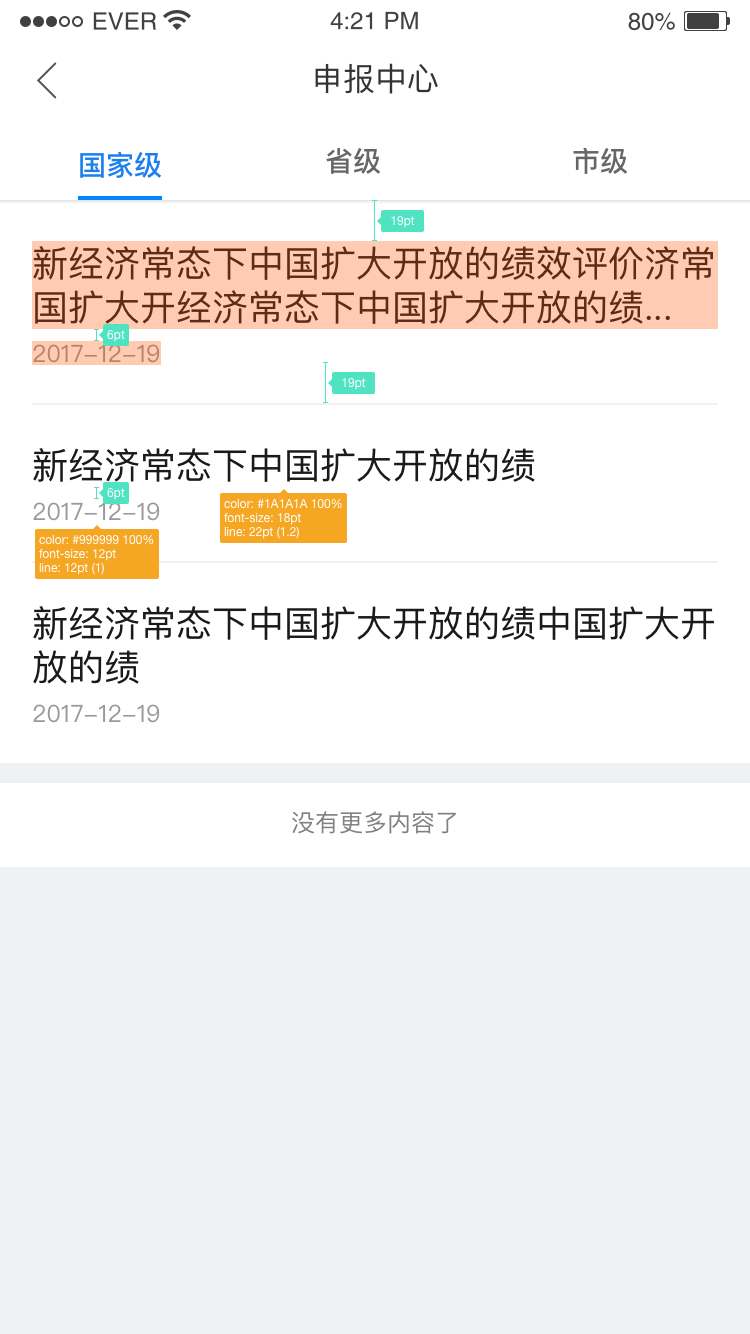 EVER 4:21 PM 80%
申报中心
国家级 省级 市级
19pt
新经济常态下中国扩大开放的绩效评价济常
国扩大开经济常态下中国扩大开放的绩...
6pt
2017-12-19
19pt
新经济常态下中国扩大开放的绩
6pt
2017-12-19
color: #1A1A1A 100%
font-size: 18pt
line: 22pt (1.2)
color: #999999 100%
font-size: 12pt
line: 12pt (1)
新经济常态下中国扩大开放的绩中国扩大开
放的绩
2017-12-19
没有更多内容了